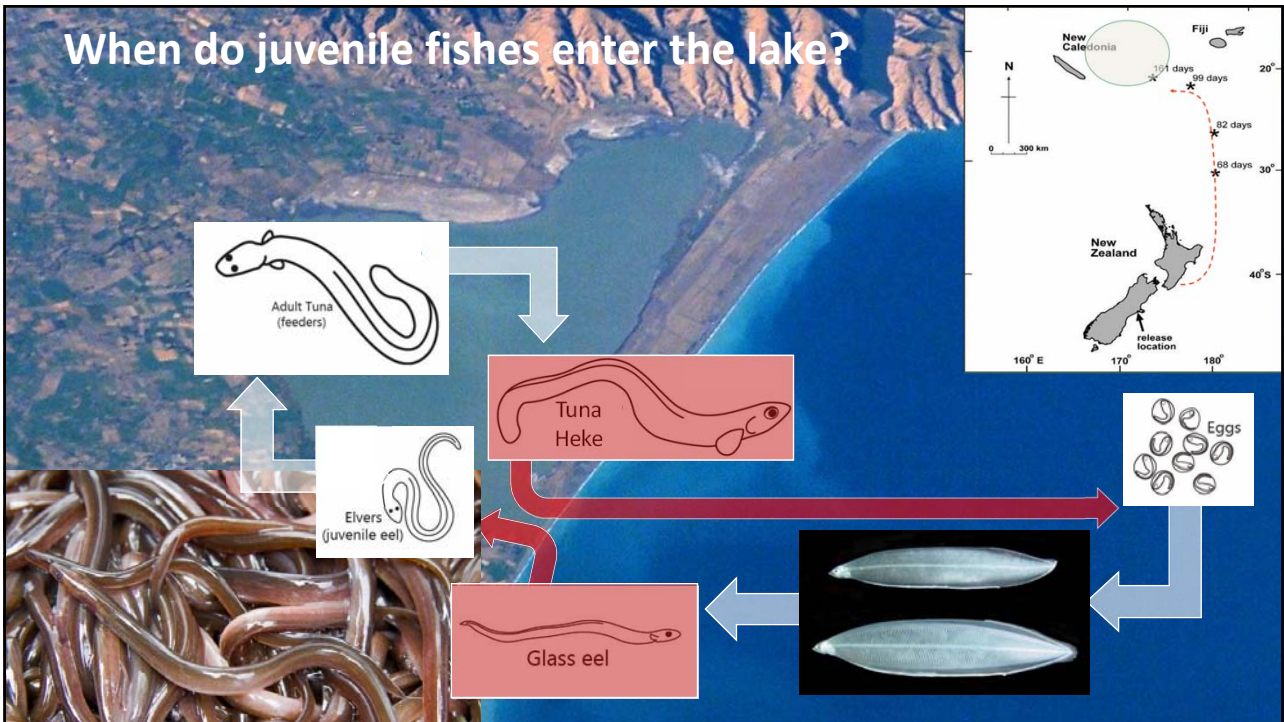 When do juvenile fishes enter the lake?
New
Caledonia
Fiji
N
161 days
99 days
20°
82 days
0 300 km
68 days
30°
New
Zealand
40°S
release
location
160° E
170°
180°
Adult Tuna
(feeders)
Tuna
Heke
Eggs
Elvers
(juvenile eel)
Glass eel